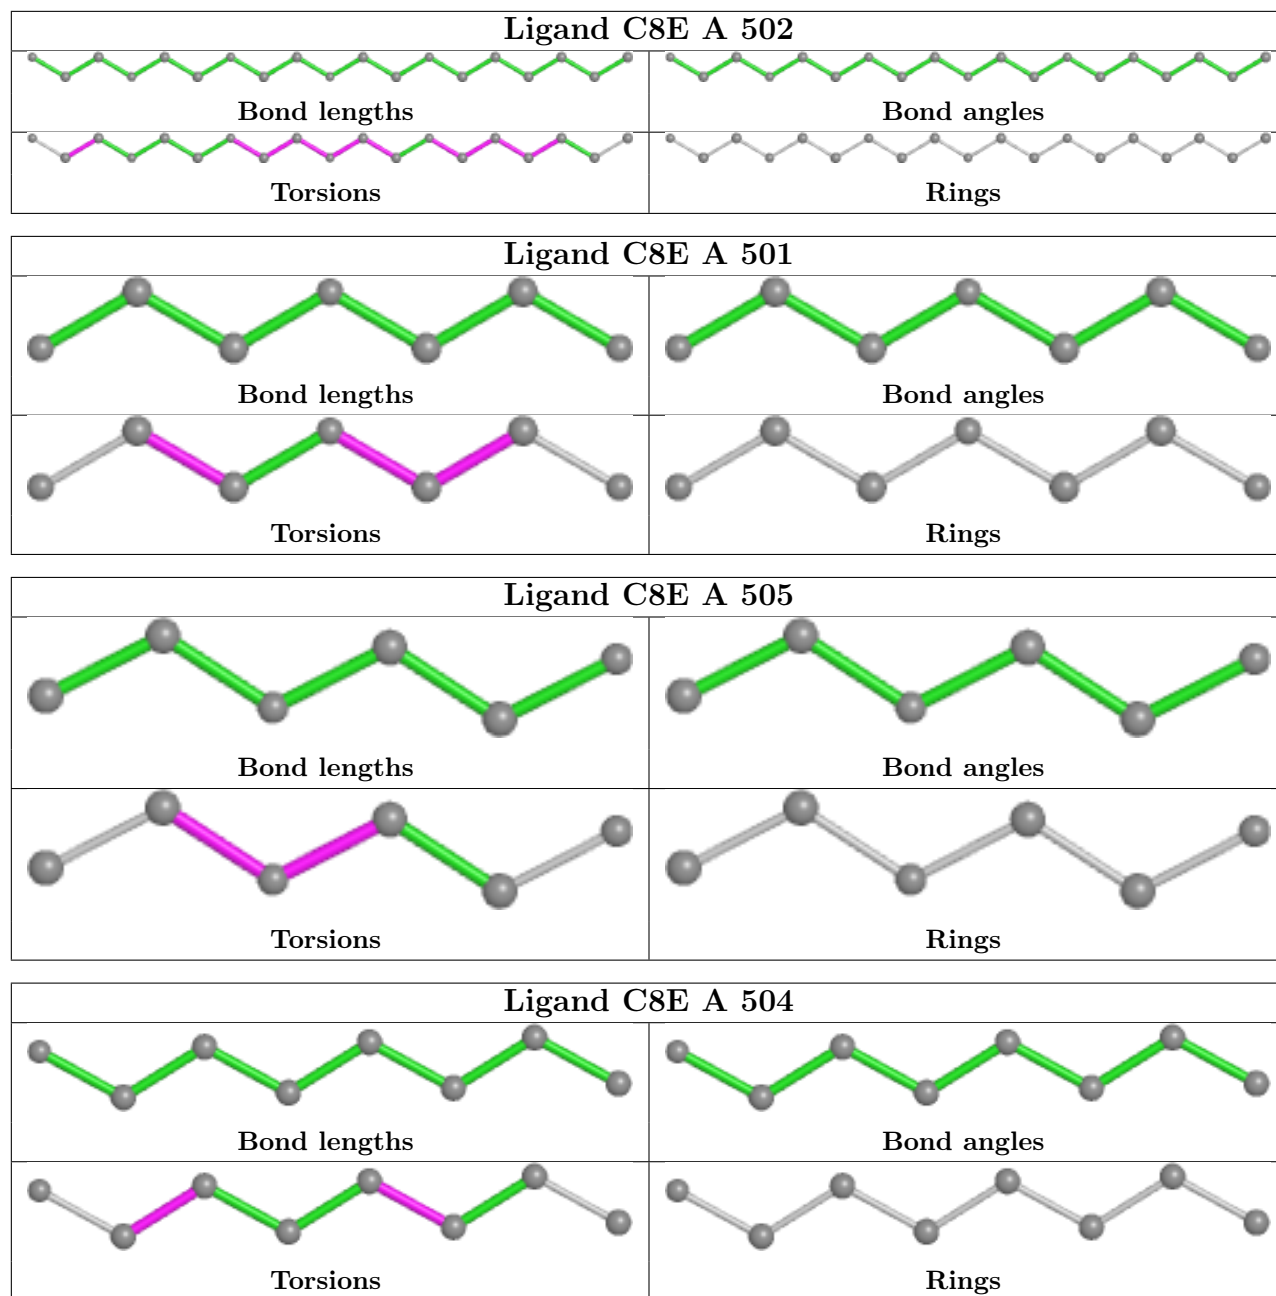 Ligand C8E A 502
Bond lengths
Bond angles
Torsions
Rings
Ligand C8E A 501
Bond lengths
Bond angles
Torsions
Rings
Ligand C8E A 505
Bond lengths
Bond angles
Torsions
Rings
Ligand C8E A 504
Bond lengths
Bond angles
Torsions
Rings